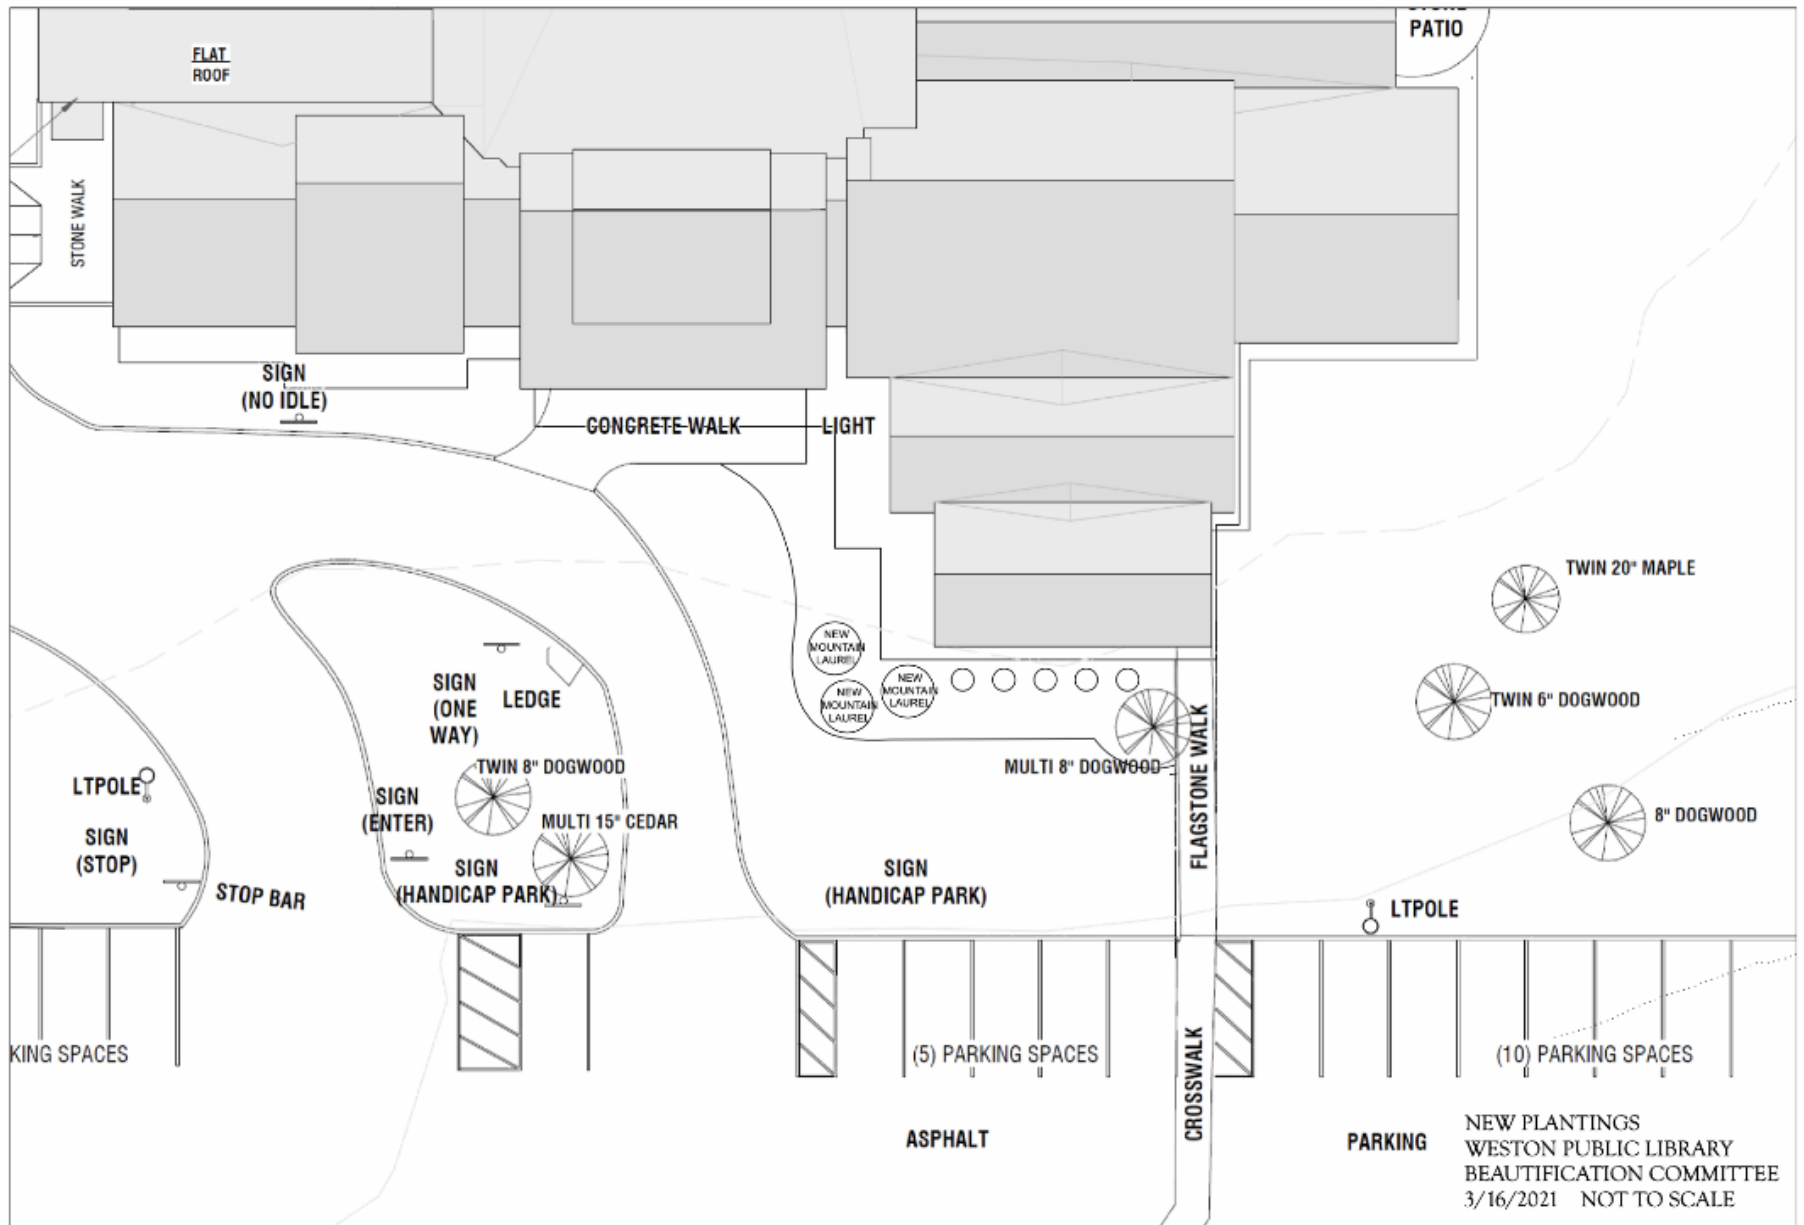 PATIO
FLAT
ROOF
STONE WALK
SIGN
(NO IDLE)
CONCRETE WALK
LIGHT
TWIN 20" MAPLE
NEW
MOUNTAIN
LAUREL
NEW
MOUNTAIN
LAUREL
NEW
MOUNTAIN
LAUREL
SIGN
(ONE
WAY)
LEDGE
TWIN 6" DOGWOOD
FLAGSTONE WALK
TWIN 8" DOGWOOD
MULTI 8" DOGWOOD
LTPOLE
SIGN
(ENTER)
MULTI 15" CEDAR
8" DOGWOOD
SIGN
(STOP)
STOP BAR
SIGN
(HANDICAP PARK)
SIGN
(HANDICAP PARK)
LTPOLE
KING SPACES
(5) PARKING SPACES
(10) PARKING SPACES
CROSSWALK
ASPHALT
PARKING
NEW PLANTINGS
WESTON PUBLIC LIBRARY
BEAUTIFICATION COMMITTEE
3/16/2021 NOT TO SCALE